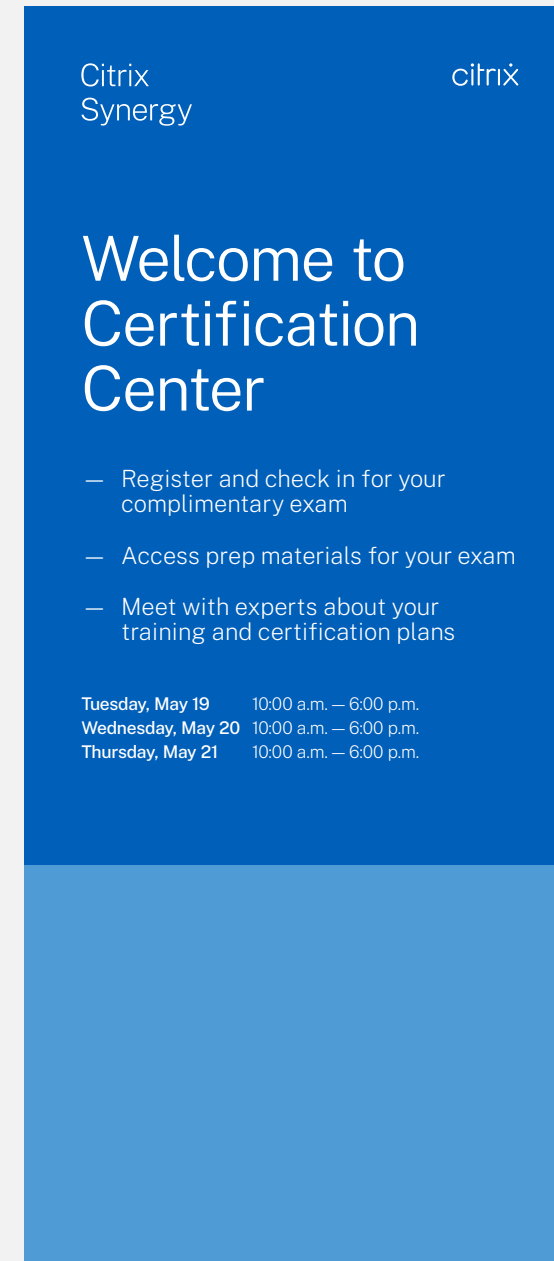 Citrix
Synergy
citrix
Welcome to
Certification
Center
— Register and check in for your
complimentary exam
— Access prep materials for your exam
— Meet with experts about your
training and certification plans
Tuesday, May 19 10:00 a.m. — 6:00 p.m.
Wednesday, May 20 10:00 a.m. — 6:00 p.m.
Thursday, May 21 10:00 a.m. — 6:00 p.m.